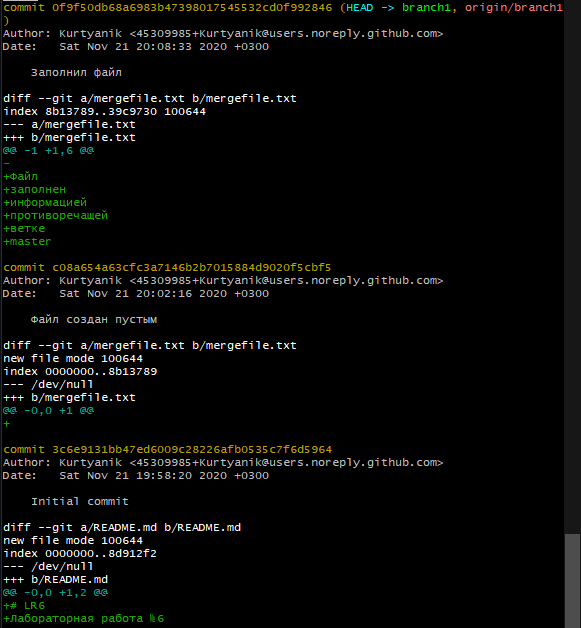 commit 0f9f50db68a6983b47398017545532cd0f992846 (HEAD -> branch1, origin/branch1
)
Author: Kurtyanik <45309985+Kurtyanik@users.noreply.github.com>
Date:   Sat Nov 21 20:08:33 2020 +0300

    Заполнил файл

diff --git a/mergefile.txt b/mergefile.txt
index 8b13789..39c9730 100644
--- a/mergefile.txt
+++ b/mergefile.txt
@@ -1 +1,6 @@
-
+Файл
+заполнен
+информацией
+противоречащей
+ветке
+master

commit c08a654a63cfc3a7146b2b7015884d9020f5cbf5
Author: Kurtyanik <45309985+Kurtyanik@users.noreply.github.com>
Date:   Sat Nov 21 20:02:16 2020 +0300

    Файл создан пустым

diff --git a/mergefile.txt b/mergefile.txt
new file mode 100644
index 0000000..8b13789
--- /dev/null
+++ b/mergefile.txt
@@ -0,0 +1 @@
+

commit 3c6e9131bb47ed6009c28226afb0535c7f6d5964
Author: Kurtyanik <45309985+Kurtyanik@users.noreply.github.com>
Date:   Sat Nov 21 19:58:20 2020 +0300

    Initial commit

diff --git a/README.md b/README.md
new file mode 100644
index 0000000..8d912f2
--- /dev/null
+++ b/README.md
@@ -0,0 +1,2 @@
+# LR6
+Лабораторная работа №6